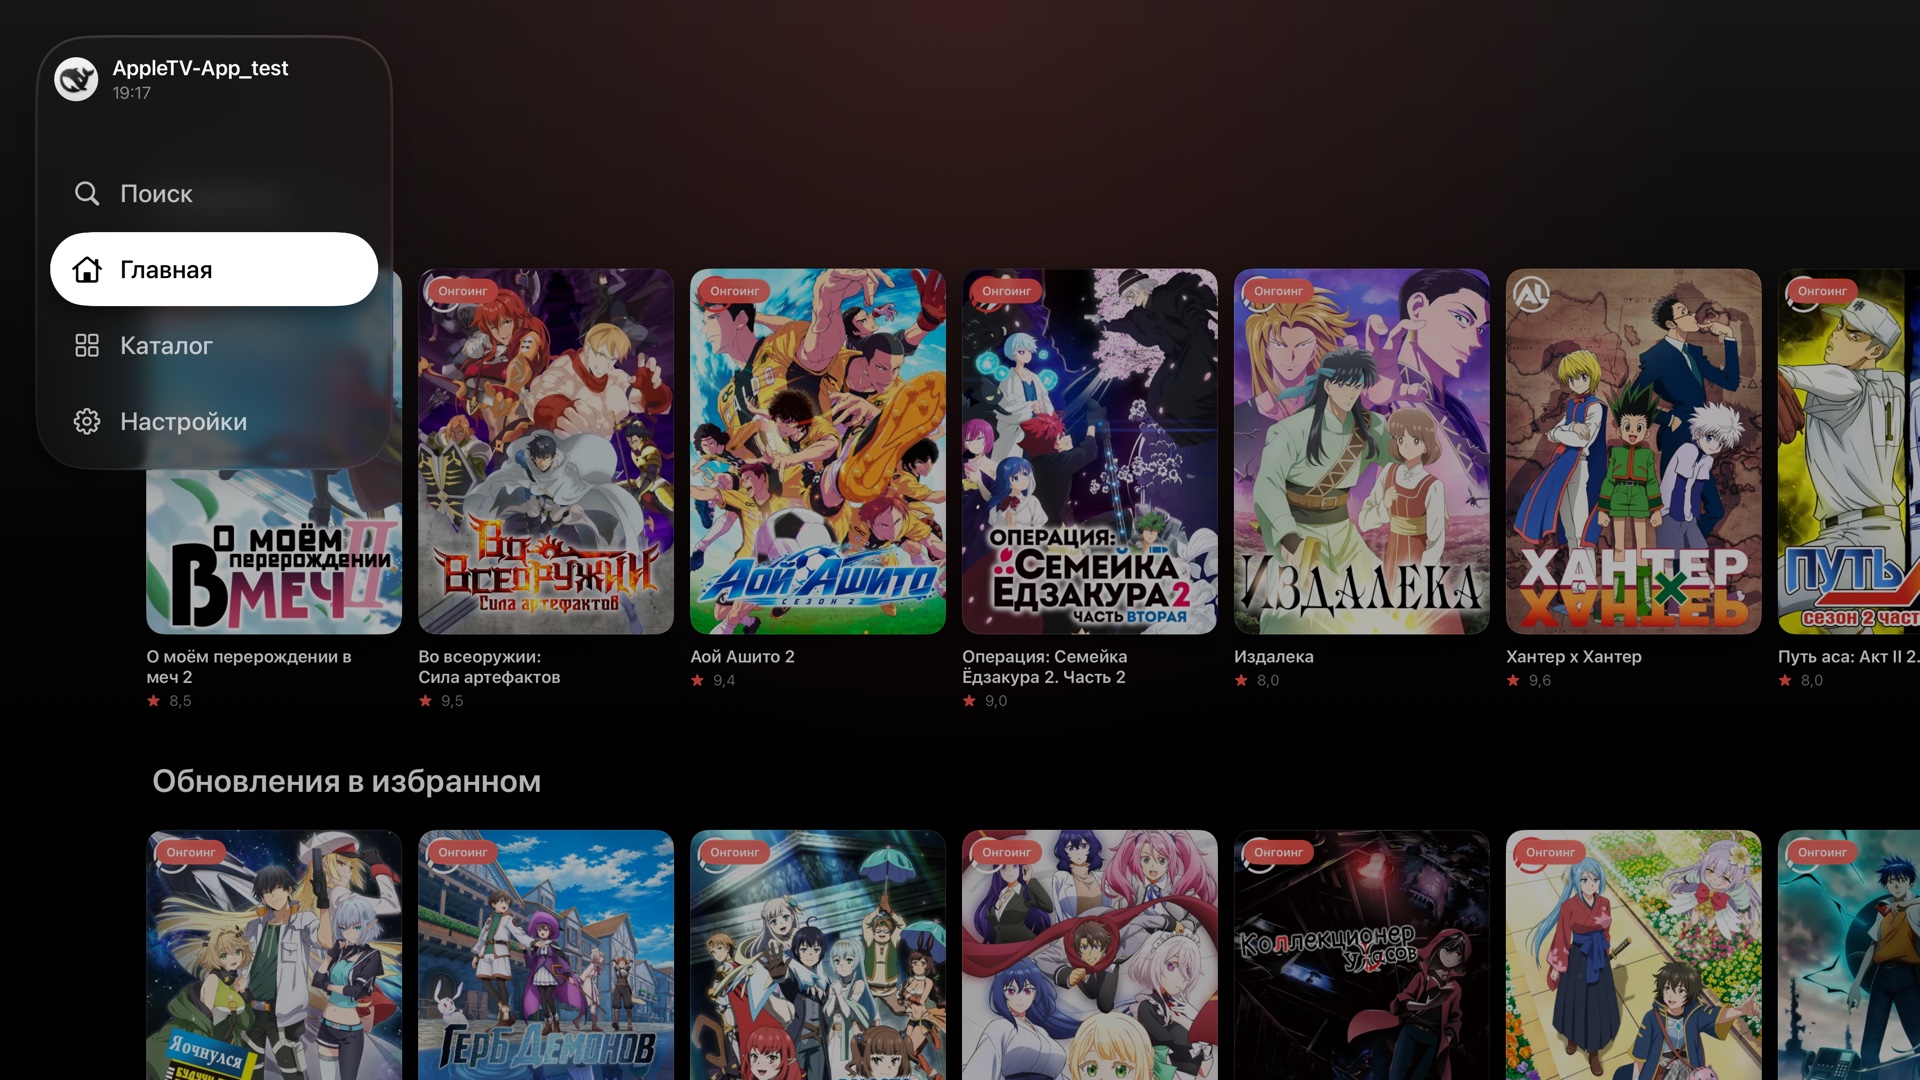 AppleTV-App_test
19:17
Поиск
Главная
Каталог
Настройки
Онгоинг
Онгоинг
Онгоинг
Онгоинг
AL
Онгоинг
О моём
перерождении
В меч II
Во
Всеоружии
Сила артефактов
Аой Ашито
СЕЗОН 2
ОПЕРАЦИЯ:
СЕМЕЙКА
ЁДЗАКУРА 2
ЧАСТЬ ВТОРАЯ
ИЗДАЛЕКА
ХАНТЕР
X
ХАНТЕР
ПУТЬ
сезон 2 част
О моём перерождении в
меч 2
8,5
Во всеоружии:
Сила артефактов
9,5
Аой Ашито 2
9,4
Операция: Семейка
Ёдзакура 2. Часть 2
9,0
Издалека
8,0
Хантер х Хантер
9,6
Путь аса: Акт II 2.
8,0
Обновления в избранном
Онгоинг
Онгоинг
Онгоинг
Онгоинг
Онгоинг
Онгоинг
Онгоинг
Я очнулся
ГЕРБ ДЕМОНОВ
Коллекционер
ужасов